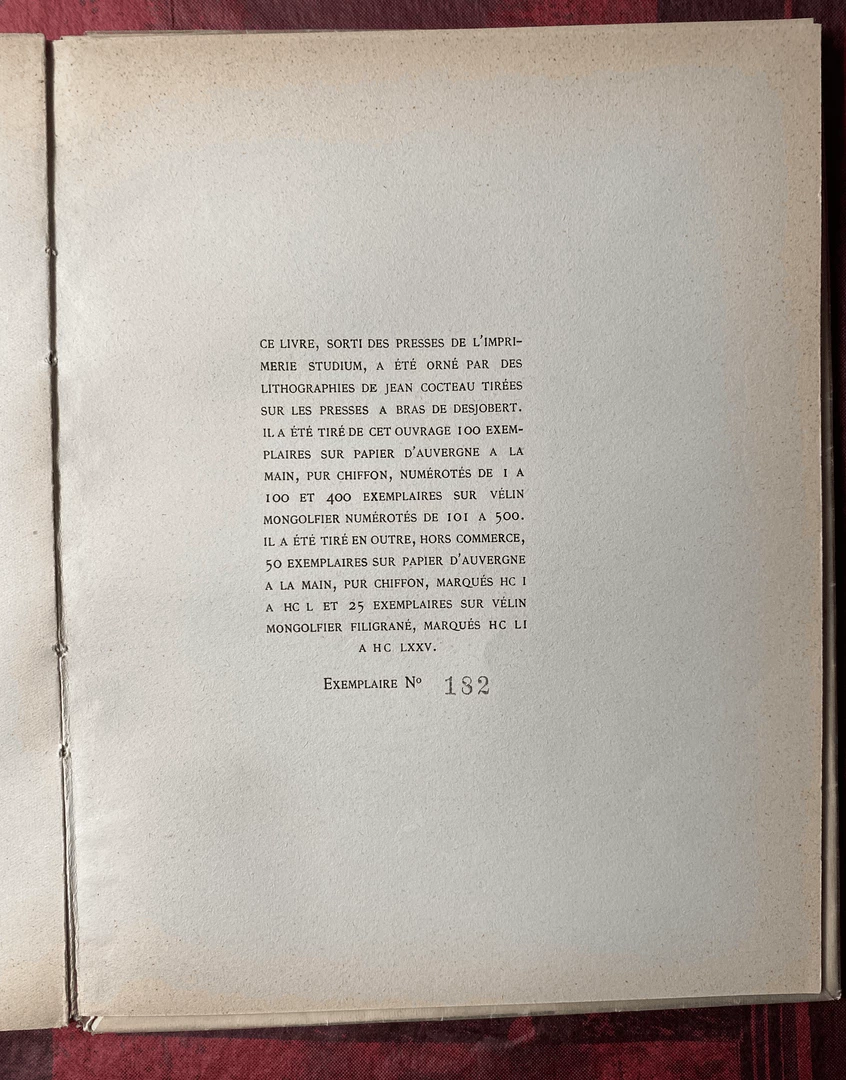 CE LIVRE, SORTI DES PRESSES DE L'IMPRI-
MERIE STUDIUM, A ÉTÉ ORNÉ PAR DES
LITHOGRAPHIES DE JEAN COCTEAU TIRÉES
SUR LES PRESSES A BRAS DE DESJOBERT.
IL A ÉTÉ TIRÉ DE CET OUVRAGE 100 EXEM-
PLAIRES SUR PAPIER D'AUVERGNE A LA
MAIN, PUR CHIFFON, NUMÉROTÉS DE 1 A
100 ET 400 EXEMPLAIRES SUR VÉLIN
MONGOLFIER NUMÉROTÉS DE 101 A 500.
IL A ÉTÉ TIRÉ EN OUTRE, HORS COMMERCE,
50 EXEMPLAIRES SUR PAPIER D'AUVERGNE
A LA MAIN, PUR CHIFFON, MARQUÉS HC I
A HC L ET 25 EXEMPLAIRES SUR VÉLIN
MONGOLFIER FILIGRANÉ, MARQUÉS HC LI
A HC LXXV.
EXEMPLAIRE Nº 182